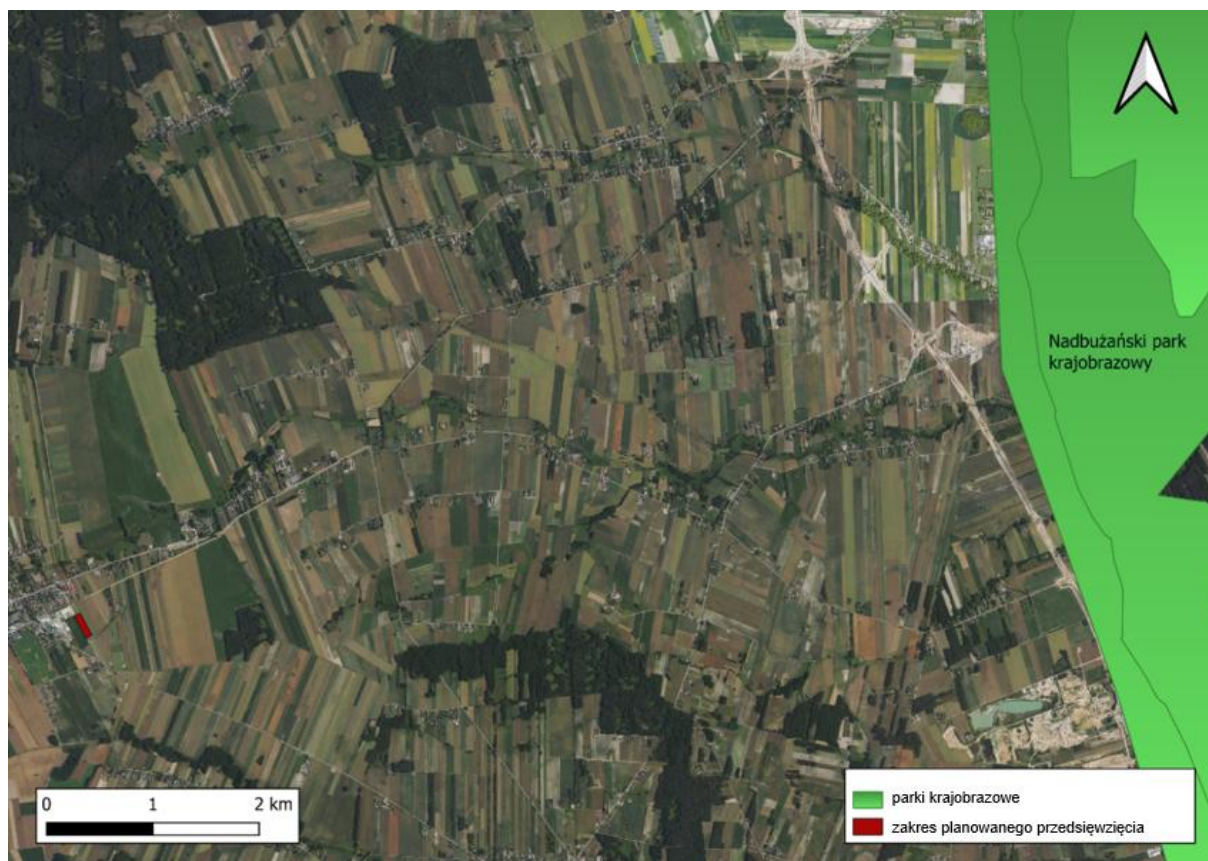 Nadbużański park
krajobrazowy
0 1 2 km
parki krajobrazowe
zakres planowanego przedsięwzięcia